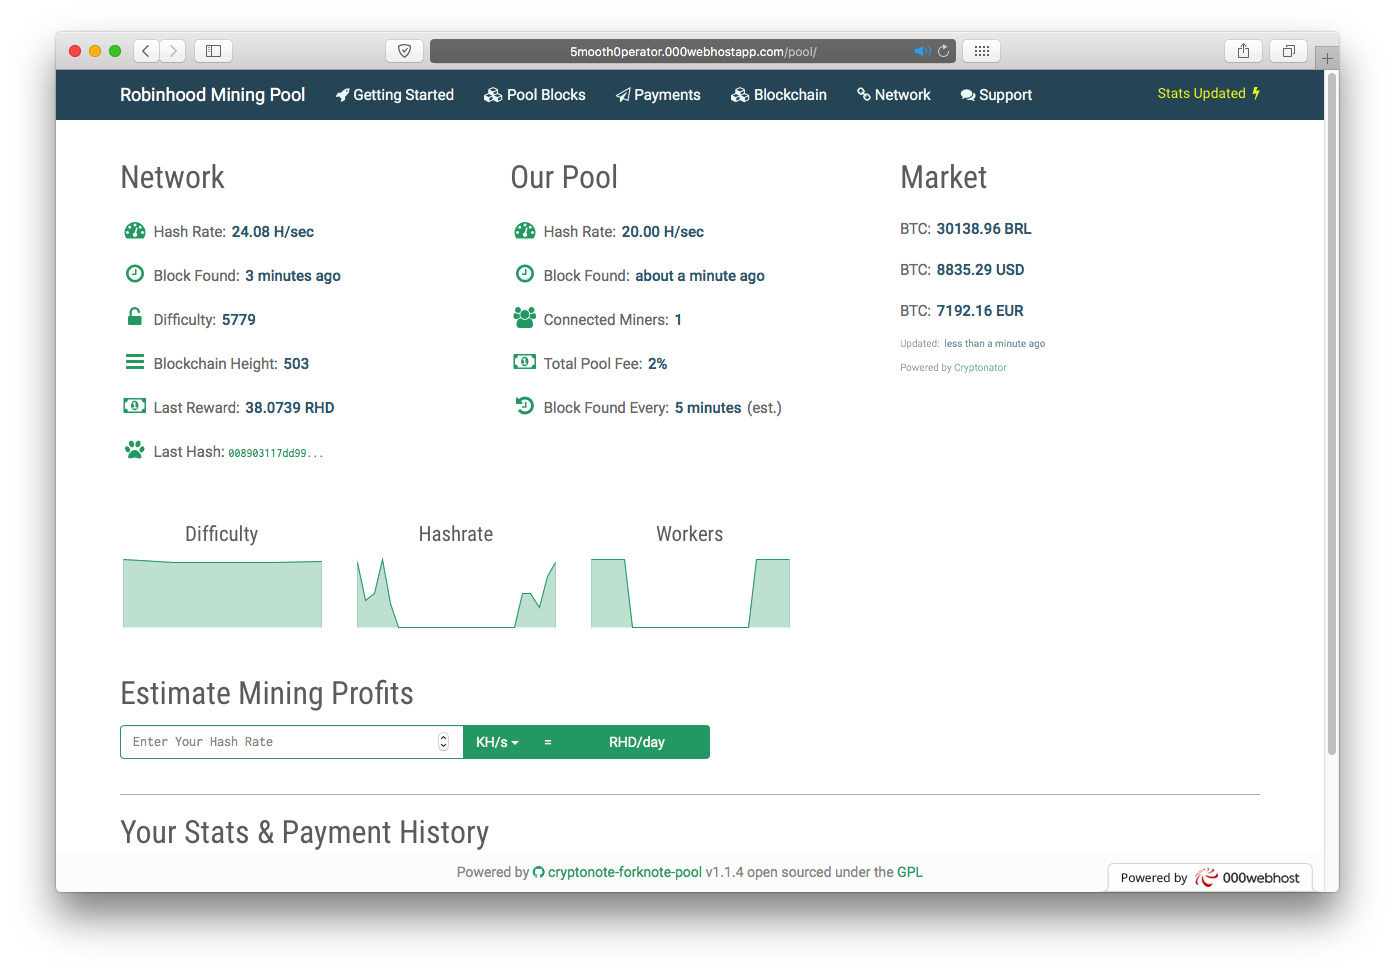 5mooth0perator.000webhostapp.com/pool/
Robinhood Mining Pool Getting Started Pool Blocks Payments Blockchain Network Support Stats Updated
Network
Hash Rate: 24.08 H/sec
Block Found: 3 minutes ago
Difficulty: 5779
Blockchain Height: 503
Last Reward: 38.0739 RHD
Last Hash: 008903117dd99...
Our Pool
Hash Rate: 20.00 H/sec
Block Found: about a minute ago
Connected Miners: 1
Total Pool Fee: 2%
Block Found Every: 5 minutes (est.)
Market
BTC: 30138.96 BRL
BTC: 8835.29 USD
BTC: 7192.16 EUR
Updated: less than a minute ago
Powered by Cryptonator
Difficulty
Hashrate
Workers
Estimate Mining Profits
Enter Your Hash Rate KH/s = RHD/day
Your Stats & Payment History
Powered by cryptonote-forknote-pool v1.1.4 open sourced under the GPL
Powered by 000webhost